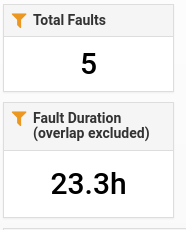 Total Faults
5
Fault Duration
(overlap excluded)
23.3h